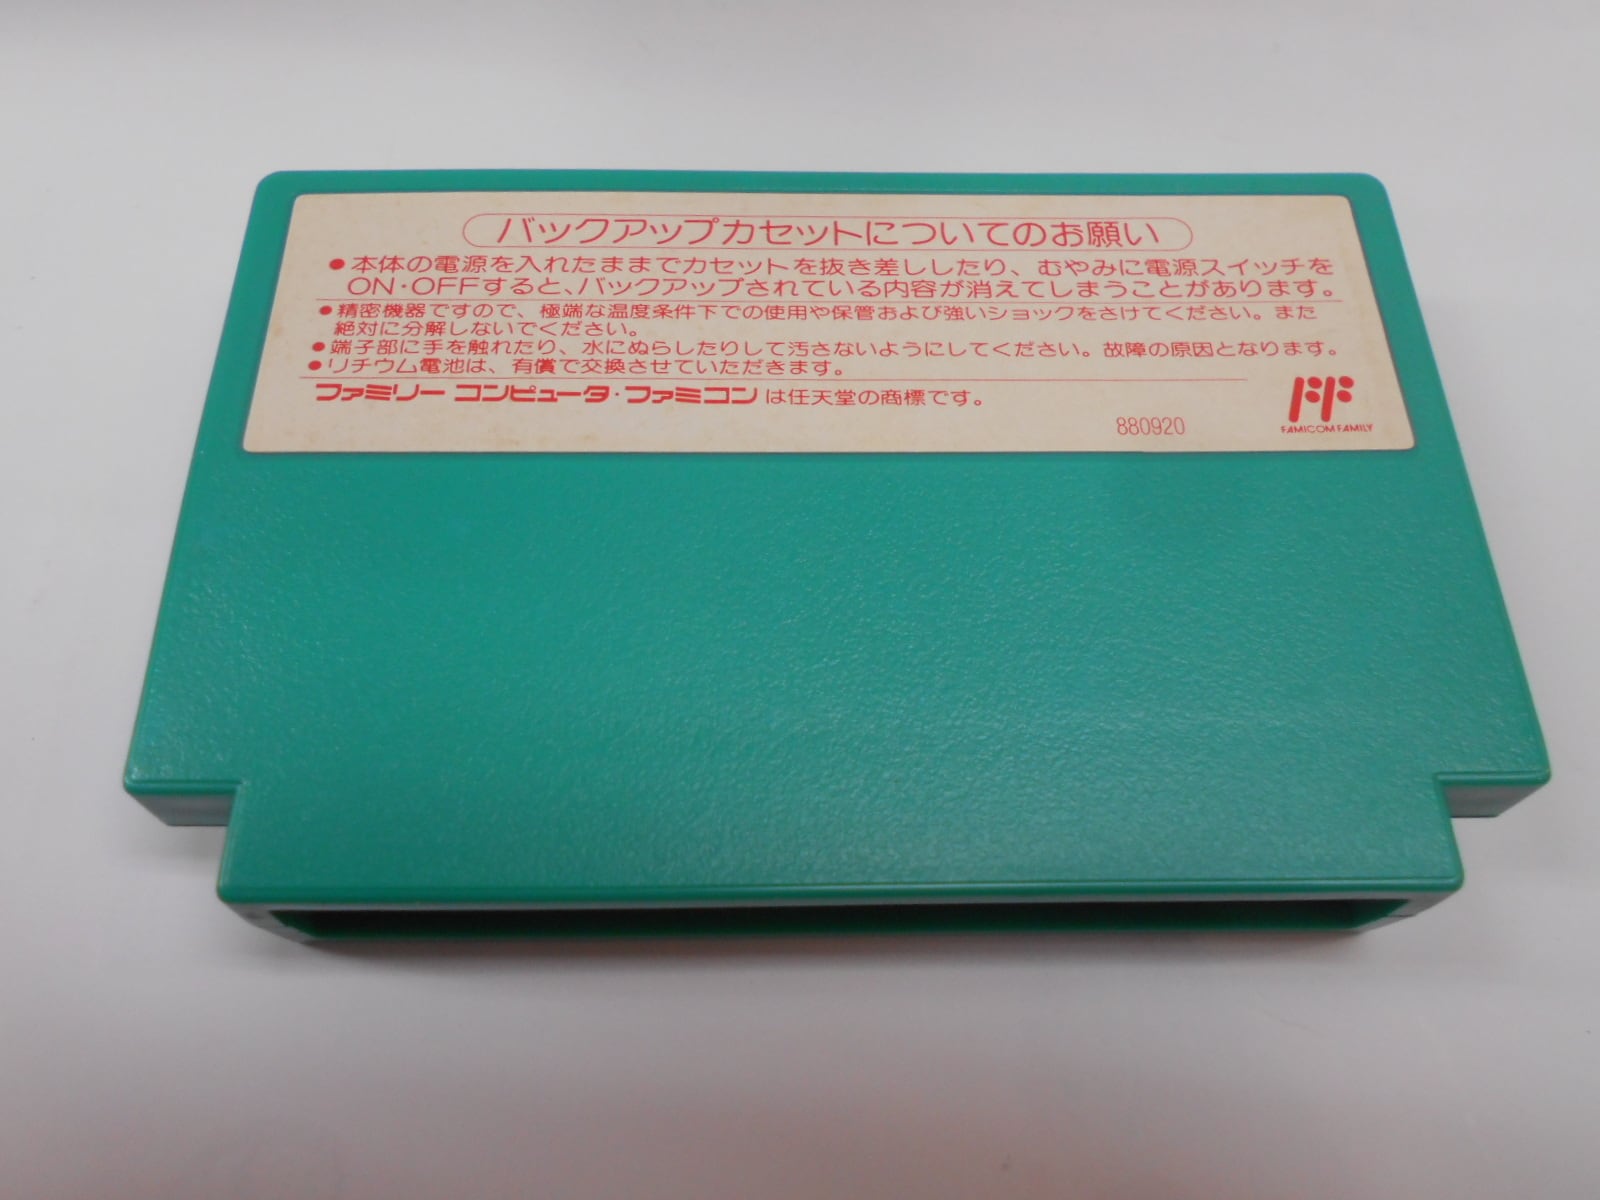 バックアップカセットについてのお願い
●本体の電源を入れたままでカセットを抜き差ししたり、むやみに電源スイッチを
ON・OFFすると、バックアップされている内容が消えてしまうことがあります。
●精密機器ですので、極端な温度条件下での使用や保管および強いショックをさけてください。また
絶対に分解しないでください。
●端子部に手を触れたり、水にぬらしたりして汚さないようにしてください。故障の原因となります。
●リチウム電池は、有償で交換させていただきます。
ファミリーコンピュータ・ファミコンは任天堂の商標です。
880920
FAMICOM FAMILY